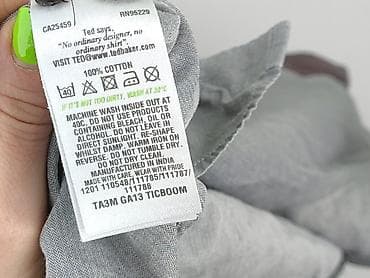 CA25459 RN95229
Ted says,
"No ordinary designer, no
ordinary shirt"
VISIT TED@WWW.tedbaker.com
100% COTTON
40
IF IT'S NOT TOO DIRTY, WASH AT 30°C
MACHINE WASH INSIDE OUT AT
40C. DO NOT USE PRODUCTS
CONTAINING BLEACH, OIL OR
ALCOHOL. DO NOT LEAVE IN
DIRECT SUNLIGHT. RE-SHAPE
WHILST DAMP. WARM IRON ON
REVERSE. DO NOT TUMBLE DRY.
DO NOT DRY CLEAN.
MANUFACTURED IN INDIA
MADE WITH CARE, WEAR WITH PRIDE
1201 110548/111785/111787/
111788
TA3M GA13 TICBOOM